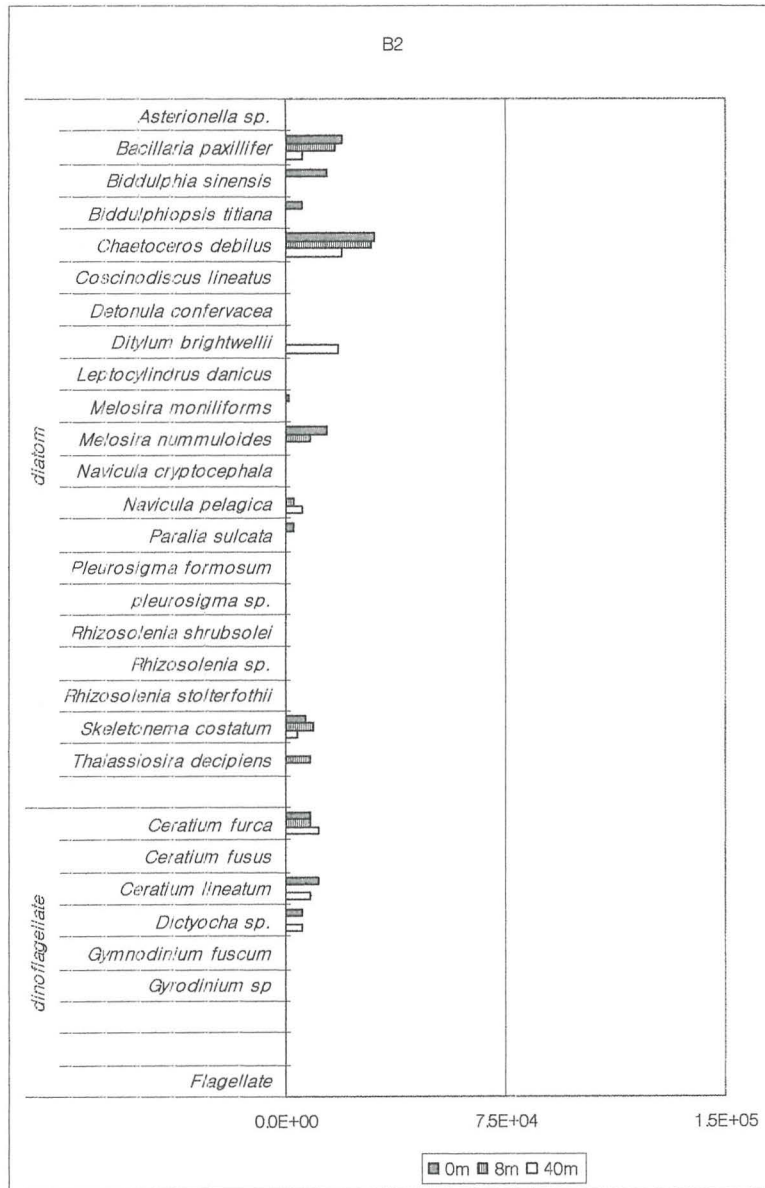 B2
Asterionella sp.
Bacillaria paxillifer
Biddulphia sinensis
Biddulphiopsis titiana
Chaetoceros debilus
Coscinodiscus lineatus
Detonula confervacea
Ditylum brightwellii
Leptocylindrus danicus
Melosira moniliforms
Melosira nummuloides
Navicula cryptocephala
Navicula pelagica
Paralia sulcata
Pleurosigma formosum
pleurosigma sp.
Rhizosolenia shrubsolei
Rhizosolenia sp.
Rhizosolenia stolterfothii
Skeletonema costatum
Thalassiosira decipiens
diatom
Ceratium furca
Ceratium fusus
Ceratium lineatum
Dictyocha sp.
Gymnodinium fuscum
Gyrodinium sp
dinoflagellate
Flagellate
0.0E+00 7.5E+04 1.5E+05
0m 8m 40m